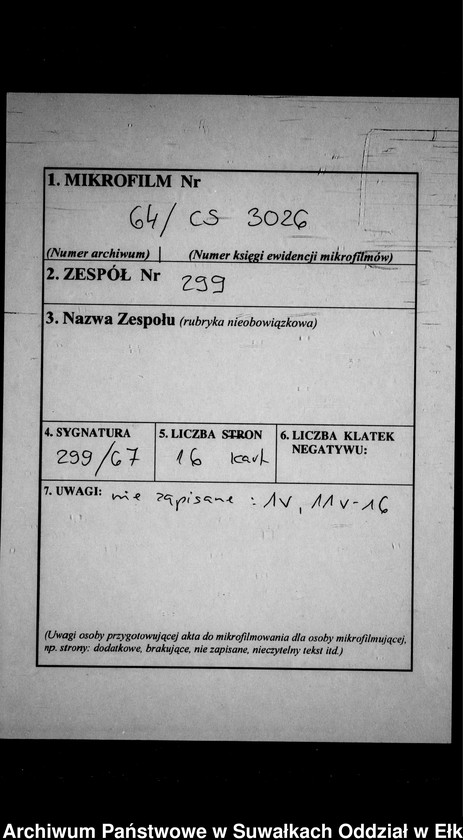 1. MIKROFILM Nr
64/ CS 3026
(Numer archiwum) | (Numer księgi ewidencji mikrofilmów)
2. ZESPÓŁ Nr 299
3. Nazwa Zespołu (rubryka nieobowiązkowa)
4. SYGNATURA
299/67
5. LICZBA STRON
16 kart
6. LICZBA KLATEK
NEGATYWU:
7. UWAGI: nie zapisane : 1v, 11v-16
(Uwagi osoby przygotowującej akta do mikrofilmowania dla osoby mikrofilmującej,
np. strony: dodatkowe, brakujące, nie zapisane, nieczytelny tekst itd.)
Archiwum Państwowe w Suwałkach Oddział w Ełk